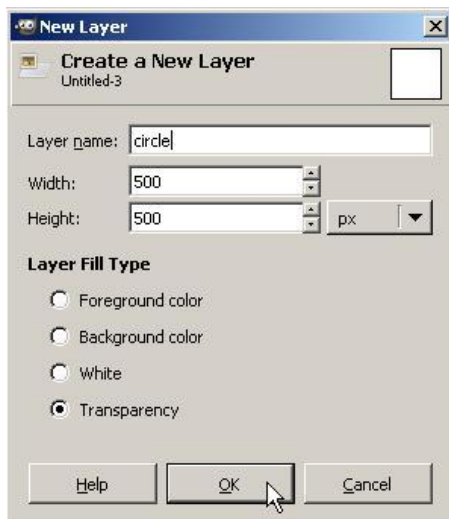 New Layer
Create a New Layer
Untitled-3
Layer name: circle
Width: 500
Height: 500 px
Layer Fill Type
Foreground color
Background color
White
Transparency
Help OK Cancel